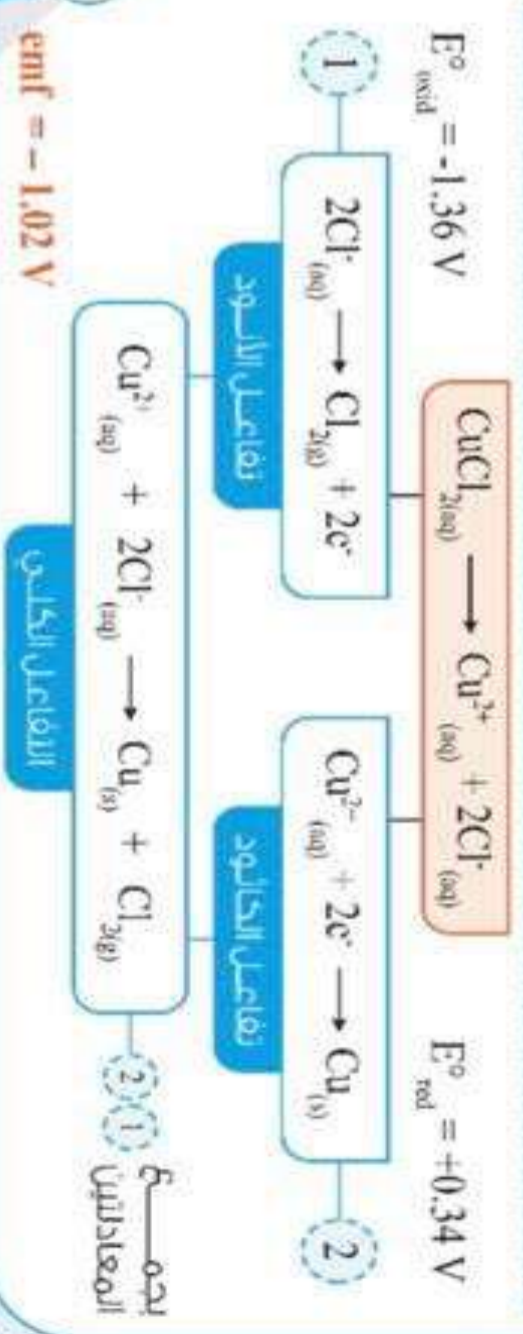 CuCl₂(aq) ⟶ Cu²⁺(aq) + 2Cl⁻(aq)
E°oxid = -1.36 V
E°red = +0.34 V
1
2Cl⁻(aq) ⟶ Cl₂(g) + 2e⁻
Cu²⁺(aq) + 2e⁻ ⟶ Cu(s)
2
تفاعل الأنود
تفاعل الكاثود
Cu²⁺(aq) + 2Cl⁻(aq) ⟶ Cu(s) + Cl₂(g)
2 1 بجمع
المعادلتين
التفاعل الكلي
emf = – 1.02 V